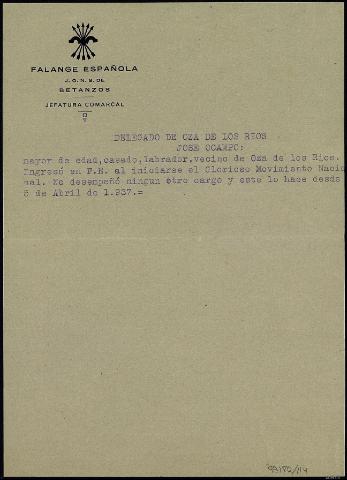 FALANGE ESPAÑOLA
J. O. N. S. DE
BETANZOS
JEFATURA COMARCAL
DELEGADO DE OZA DE LOS RIOS
JOSE OCAMPO:
mayor de edad,casado,labrador,vecino de Oza de los Rios.
Ingresó en F.E. al iniciarse el Glorioso Movimiento Nacio
nal. No desempeñó ningun otro cargo y este lo hace desde
5 de Abril de 1.937.=